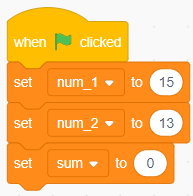 when clicked
set num_1 to 15
set num_2 to 13
set sum to 0